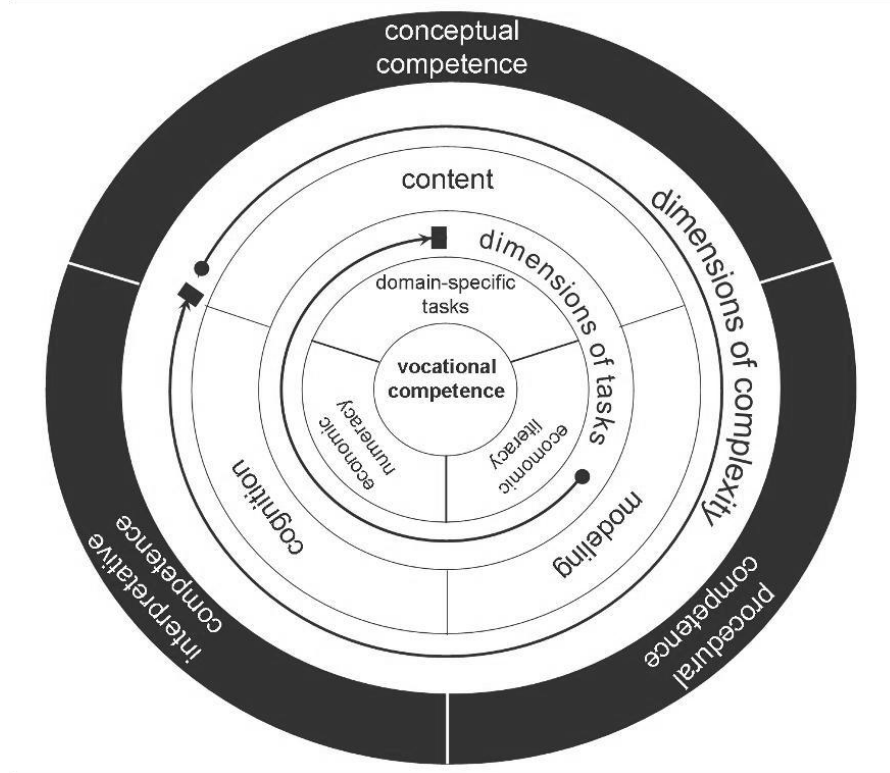 conceptual
competence
dimensions of complexity
content
dimensions of tasks
domain-specific
tasks
vocational
competence
economic
numeracy
ecomomic
literacy
cognition
modeling
interpretative
competence
procedural
competence